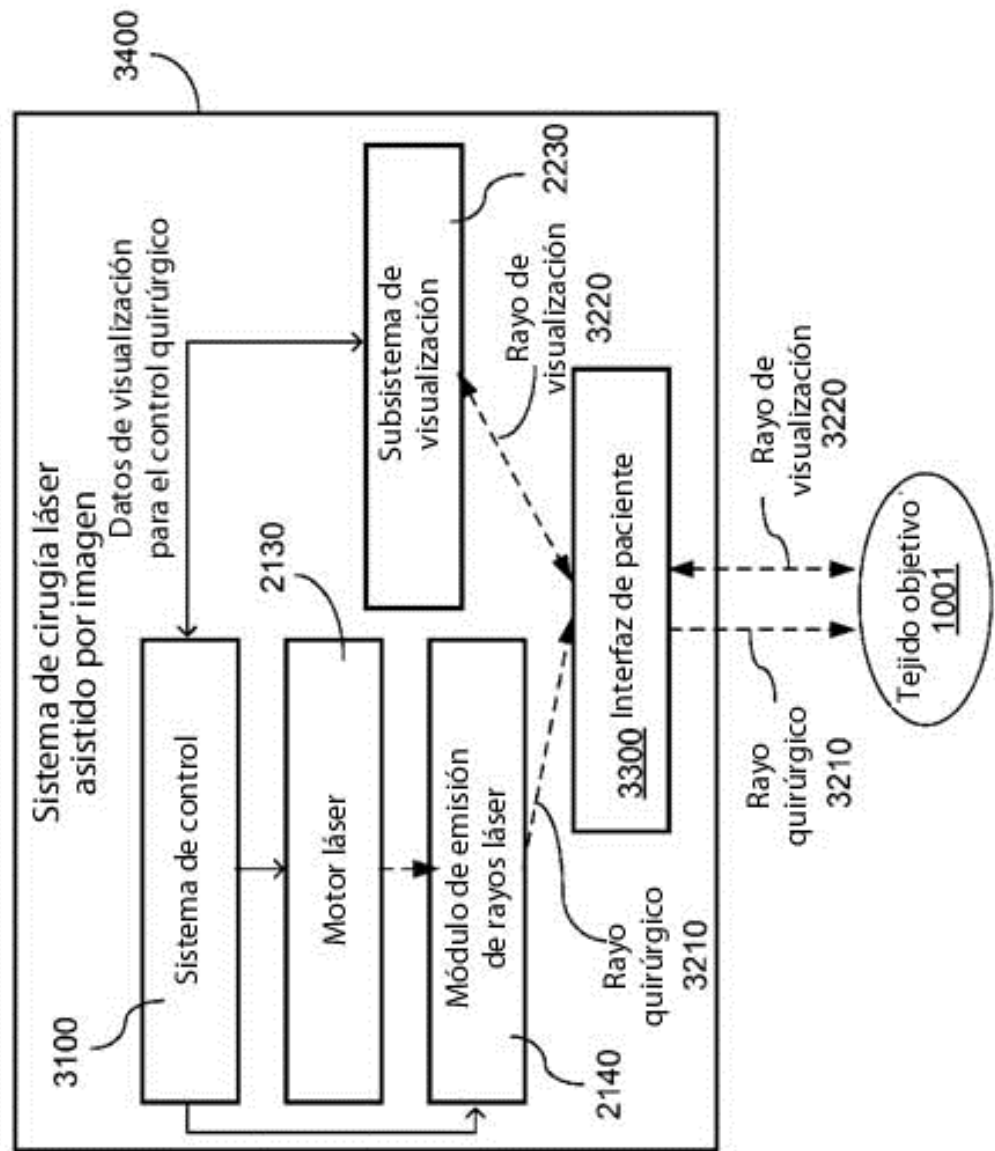 3400
Sistema de cirugía láser
asistido por imagen
Datos de visualización
para el control quirúrgico
3100
Sistema de control
2130
Motor láser
2140
Módulo de emisión
de rayos láser
Subsistema de
visualización
2230
Rayo
quirúrgico
3210
Rayo de
visualización
3220
3300 Interfaz de paciente
Rayo
quirúrgico
3210
Rayo de
visualización
3220
Tejido objetivo
1001